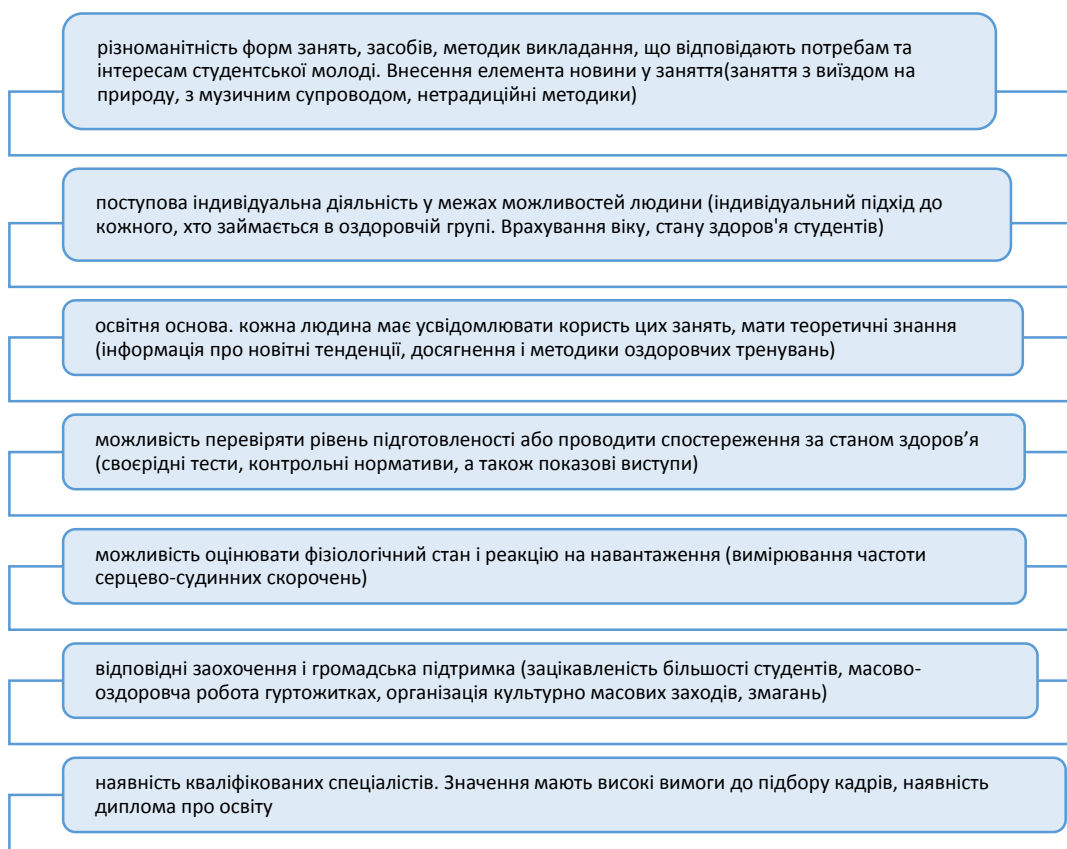 різноманітність форм занять, засобів, методик викладання, що відповідають потребам та
інтересам студентської молоді. Внесення елемента новини у заняття(заняття з виїздом на
природу, з музичним супроводом, нетрадиційні методики)
поступова індивідуальна діяльність у межах можливостей людини (індивідуальний підхід до
кожного, хто займається в оздоровчій групі. Врахування віку, стану здоров'я студентів)
освітня основа. кожна людина має усвідомлювати користь цих занять, мати теоретичні знання
(інформація про новітні тенденції, досягнення і методики оздоровчих тренувань)
можливість перевіряти рівень підготовленості або проводити спостереження за станом здоров’я
(своєрідні тести, контрольні нормативи, а також показові виступи)
можливість оцінювати фізіологічний стан і реакцію на навантаження (вимірювання частоти
серцево-судинних скорочень)
відповідні заохочення і громадська підтримка (зацікавленість більшості студентів, масово-
оздоровча робота гуртожитках, організація культурно масових заходів, змагань)
наявність кваліфікованих спеціалістів. Значення мають високі вимоги до підбору кадрів, наявність
диплома про освіту